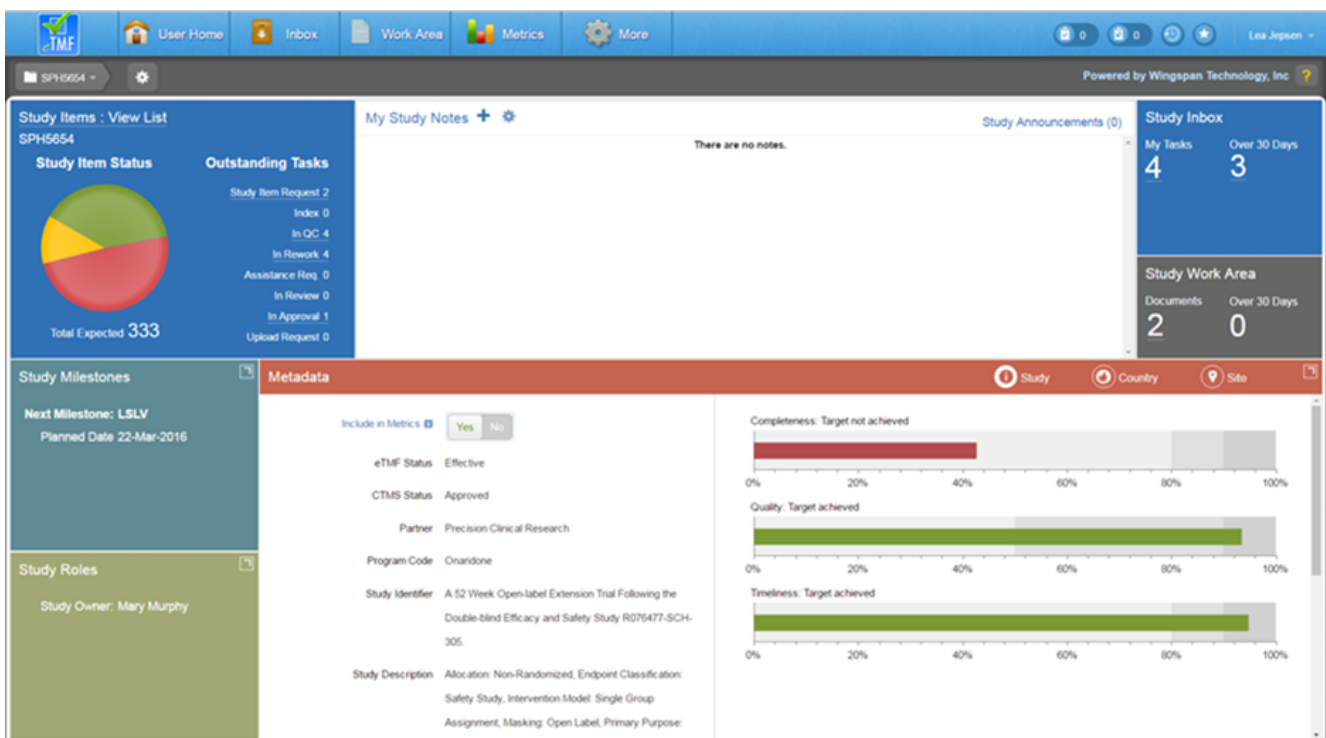 eTMF
User Home
Inbox
Work Area
Metrics
More
0
0
Lea Jepsen
SPH5654
Powered by Wingspan Technology, Inc ?
Study Items : View List
SPH5654
Study Item Status
Outstanding Tasks
Study Item Request 2
Index 0
In QC 4
In Rework 4
Assistance Req. 0
In Review 0
In Approval 1
Upload Request 0
Total Expected 333
My Study Notes
Study Announcements (0)
There are no notes.
Study Inbox
My Tasks Over 30 Days
4 3
Study Work Area
Documents Over 30 Days
2 0
Study Milestones
Next Milestone: LSLV
Planned Date 22-Mar-2016
Study Roles
Study Owner: Mary Murphy
Metadata
Study
Country
Site
Include in Metrics
Yes No
eTMF Status Effective
CTMS Status Approved
Partner Precision Clinical Research
Program Code Onaridone
Study Identifier A 52 Week Open-label Extension Trial Following the
Double-blind Efficacy and Safety Study R076477-SCH-
305.
Study Description Allocation: Non-Randomized, Endpoint Classification:
Safety Study, Intervention Model: Single Group
Assignment, Masking: Open Label, Primary Purpose:
Completeness: Target not achieved
0% 20% 40% 60% 80% 100%
Quality: Target achieved
0% 20% 40% 60% 80% 100%
Timeliness: Target achieved
0% 20% 40% 60% 80% 100%